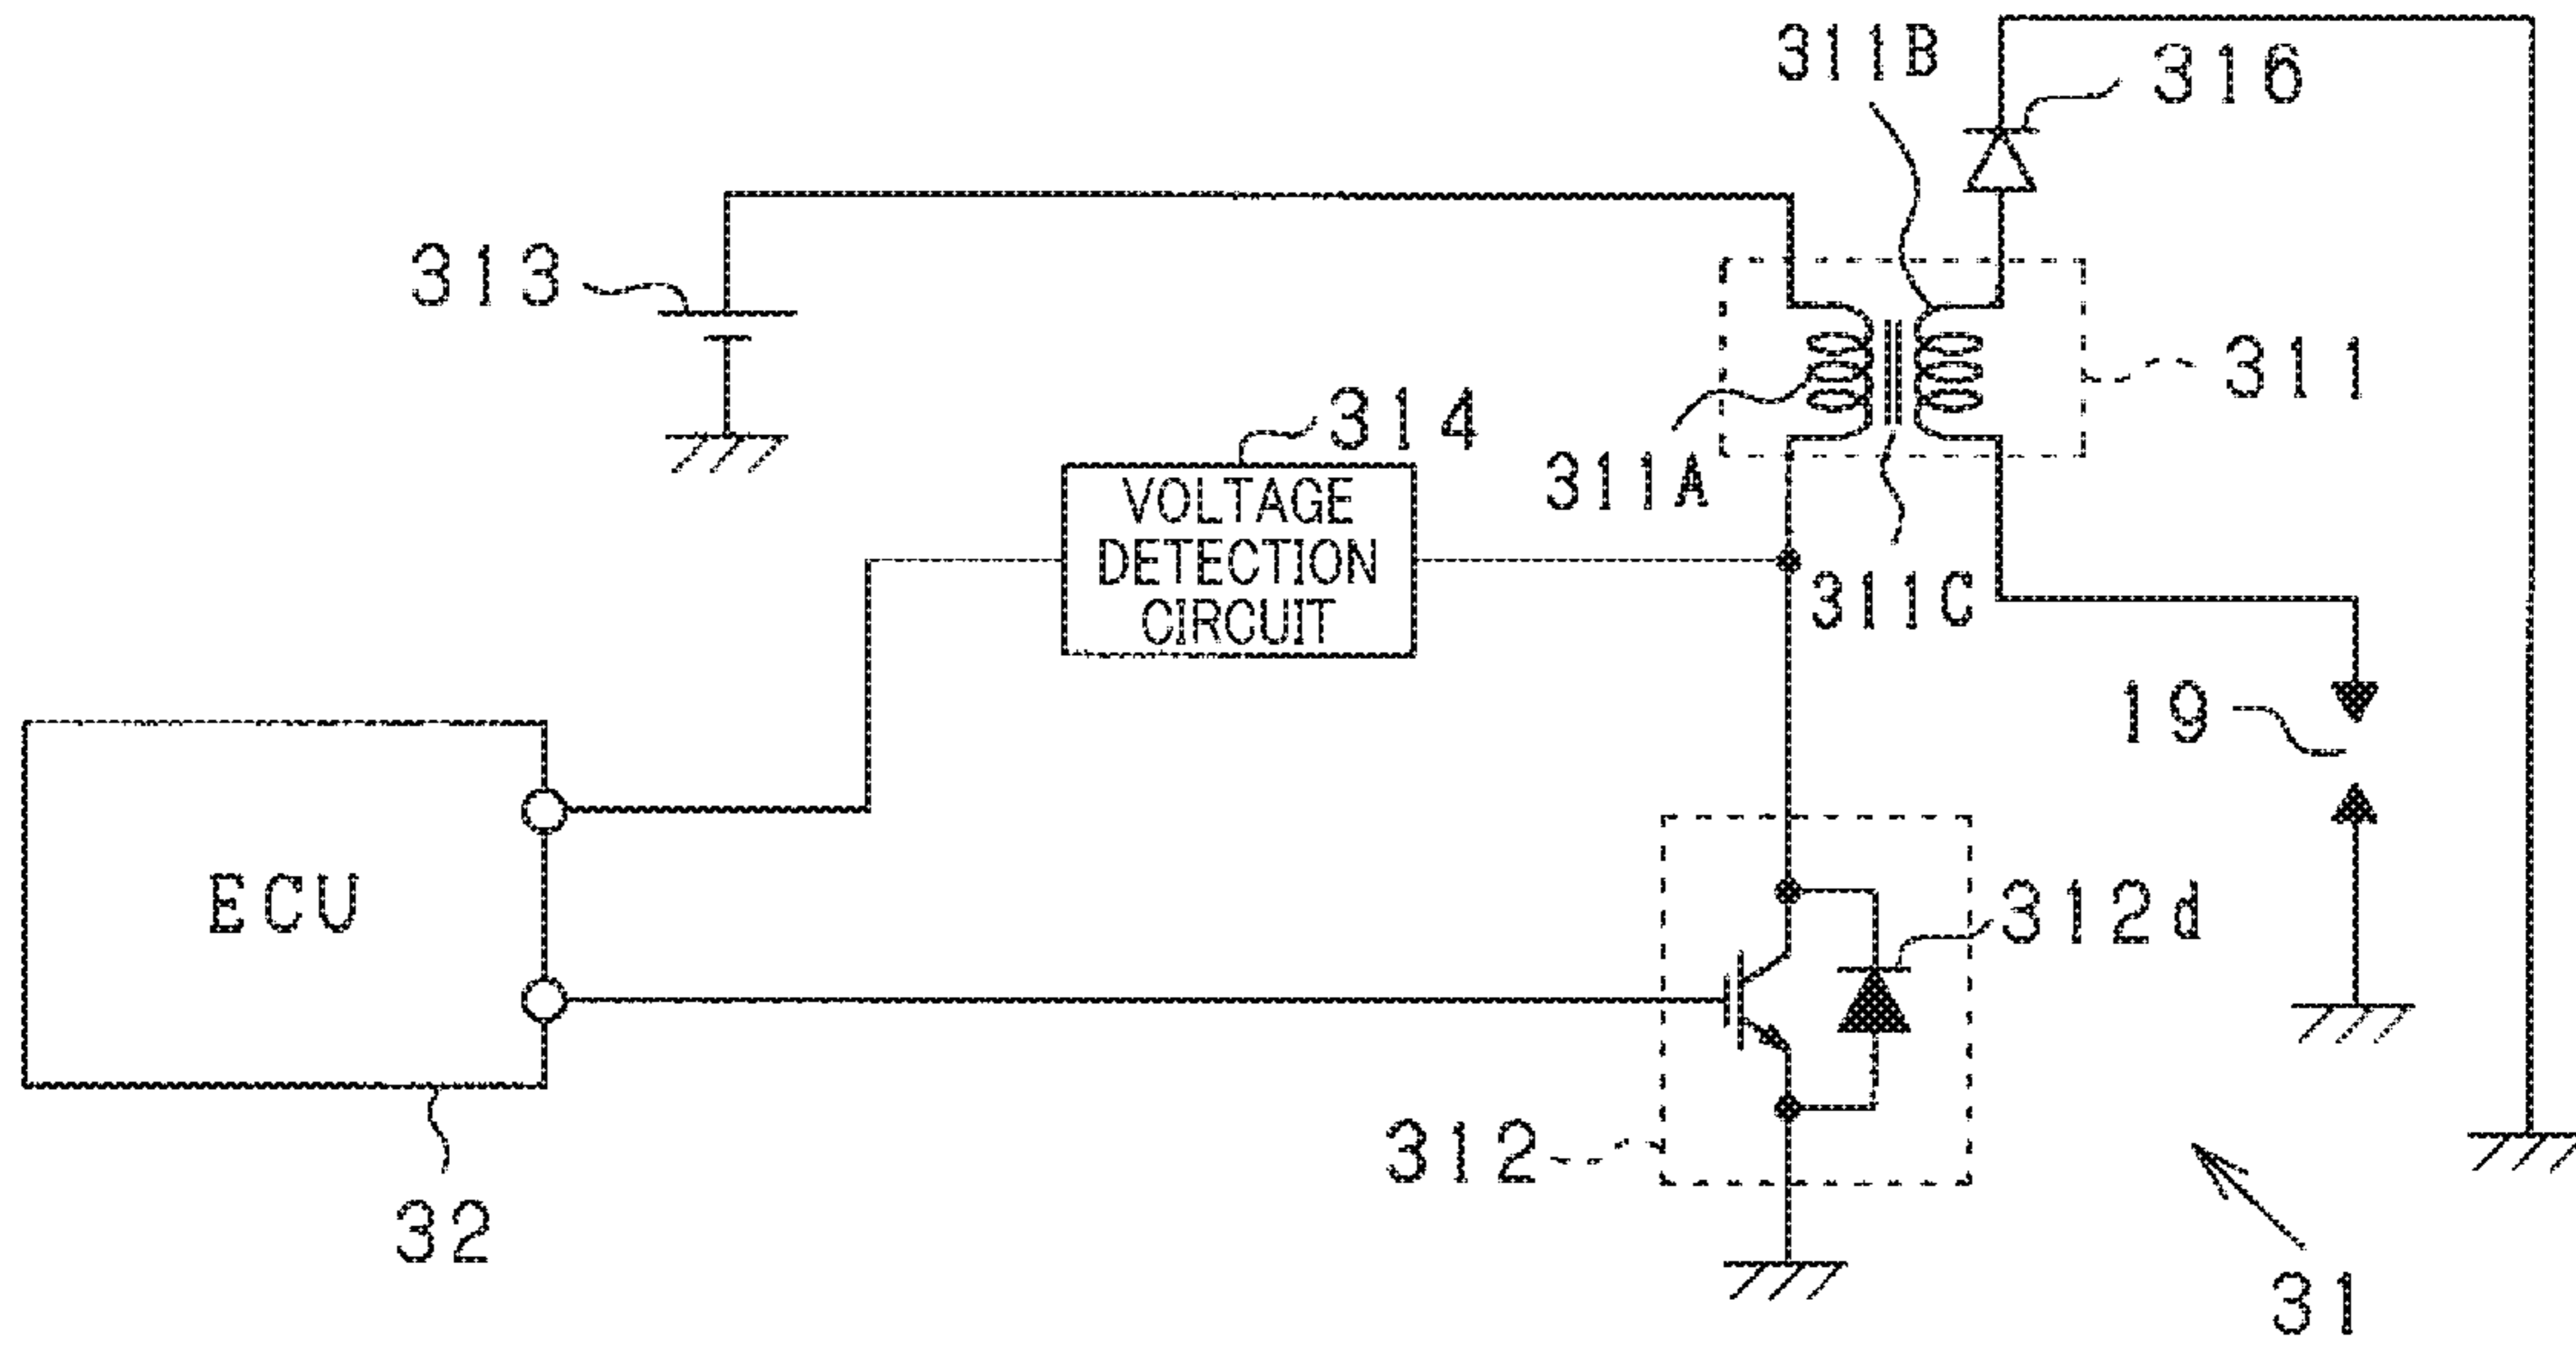 311B
316
313
311
314
311A
VOLTAGE
DETECTION
CIRCUIT
311C
19
ECU
312d
312
32
31